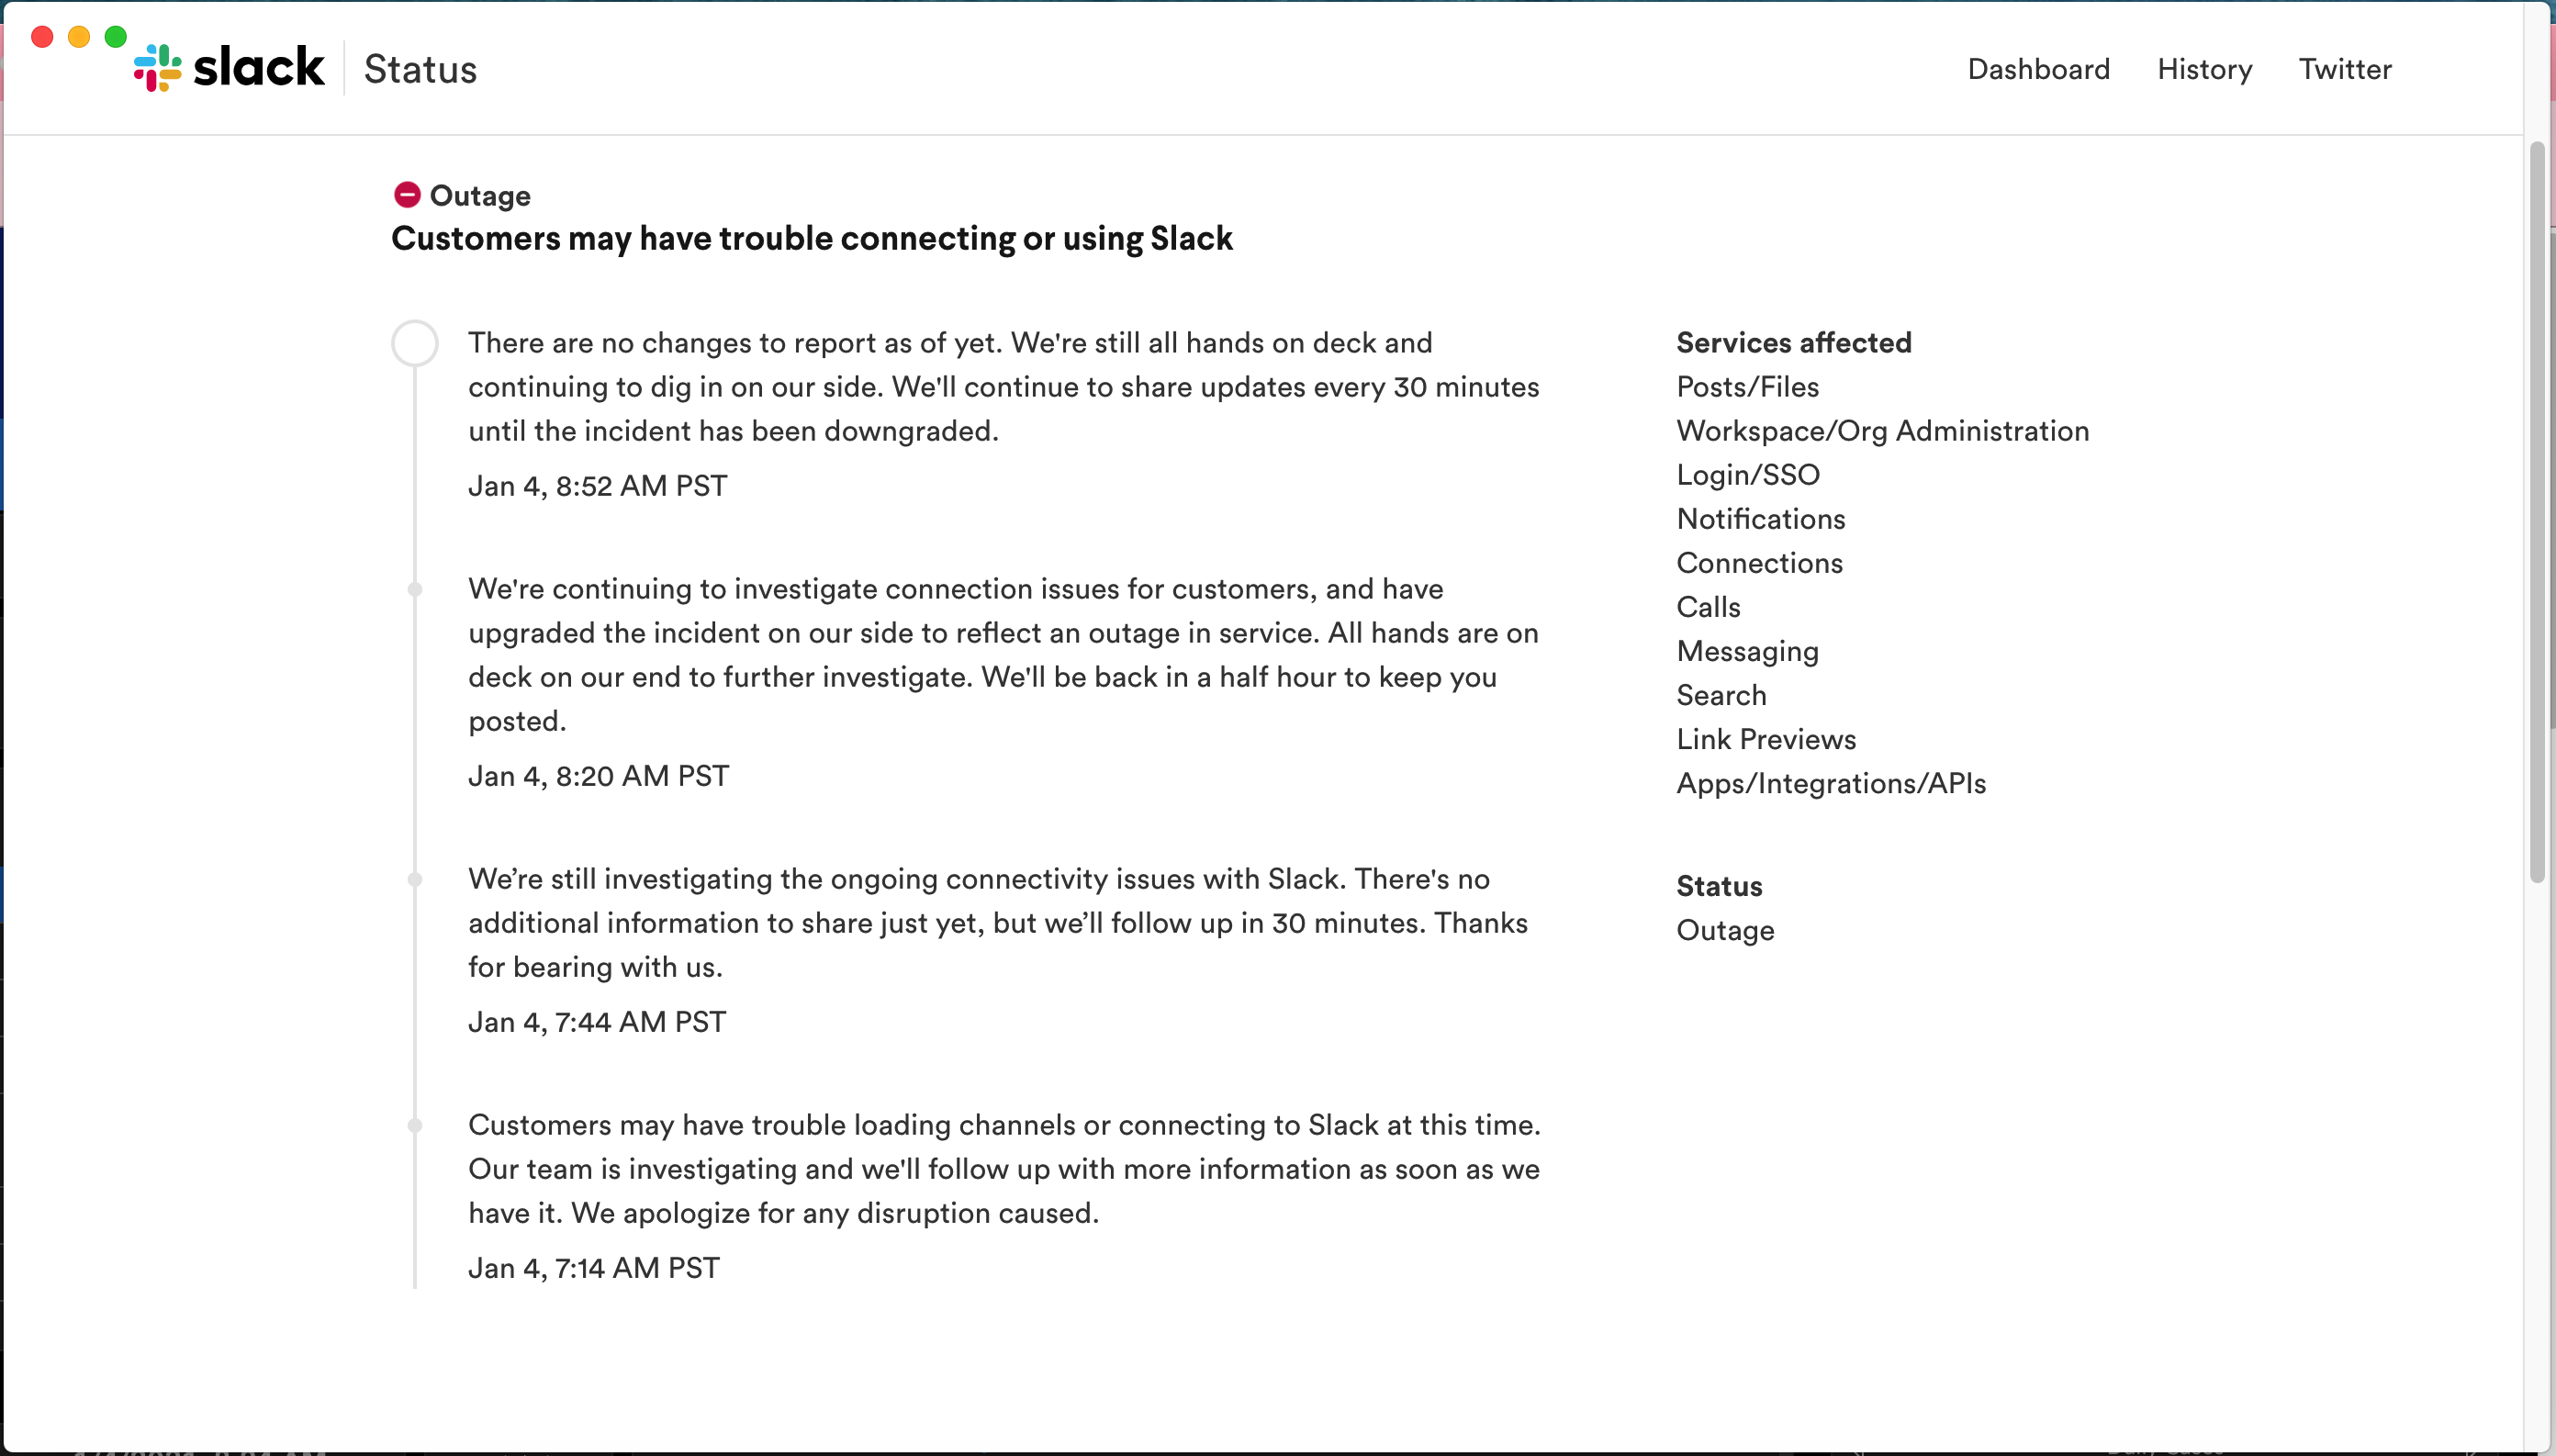 slack
Status
Dashboard
History
Twitter
Outage
Customers may have trouble connecting or using Slack
There are no changes to report as of yet. We're still all hands on deck and
continuing to dig in on our side. We'll continue to share updates every 30 minutes
until the incident has been downgraded.
Jan 4, 8:52 AM PST
We're continuing to investigate connection issues for customers, and have
upgraded the incident on our side to reflect an outage in service. All hands are on
deck on our end to further investigate. We'll be back in a half hour to keep you
posted.
Jan 4, 8:20 AM PST
We’re still investigating the ongoing connectivity issues with Slack. There's no
additional information to share just yet, but we’ll follow up in 30 minutes. Thanks
for bearing with us.
Jan 4, 7:44 AM PST
Customers may have trouble loading channels or connecting to Slack at this time.
Our team is investigating and we'll follow up with more information as soon as we
have it. We apologize for any disruption caused.
Jan 4, 7:14 AM PST
Services affected
Posts/Files
Workspace/Org Administration
Login/SSO
Notifications
Connections
Calls
Messaging
Search
Link Previews
Apps/Integrations/APIs
Status
Outage